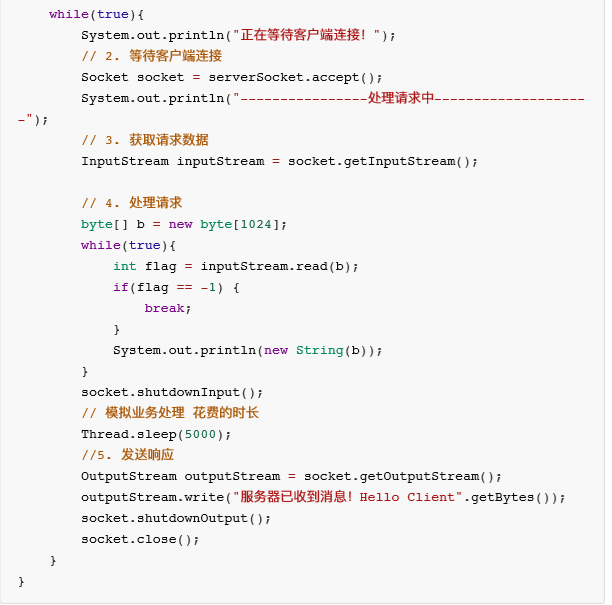 while(true){
System.out.println("正在等待客户端连接！");
// 2. 等待客户端连接
Socket socket = serverSocket.accept();
System.out.println("----------------处理请求中-------------------
-");
// 3. 获取请求数据
InputStream inputStream = socket.getInputStream();
// 4. 处理请求
byte[] b = new byte[1024];
while(true){
int flag = inputStream.read(b);
if(flag == -1) {
break;
}
System.out.println(new String(b));
}
socket.shutdownInput();
// 模拟业务处理 花费的时长
Thread.sleep(5000);
//5. 发送响应
OutputStream outputStream = socket.getOutputStream();
outputStream.write("服务器已收到消息！Hello Client".getBytes());
socket.shutdownOutput();
socket.close();
}
}